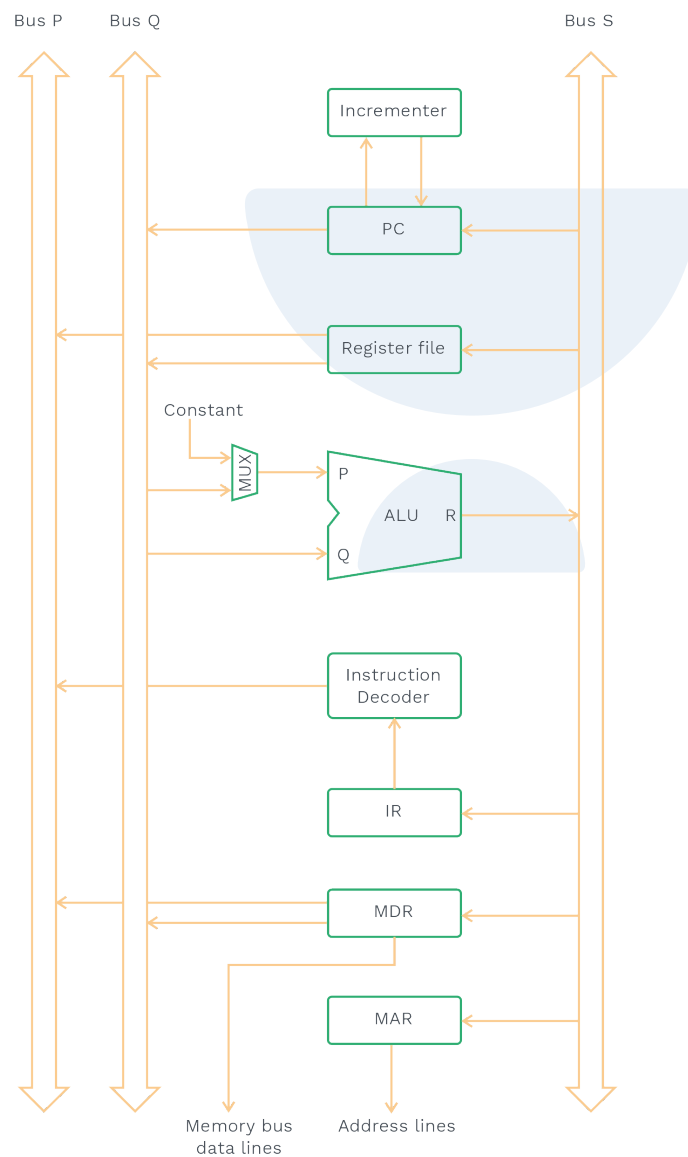 Bus P
Bus Q
Bus S
Incrementer
PC
Register file
Constant
MUX
P
ALU
R
Q
Instruction
Decoder
IR
MDR
MAR
Memory bus
data lines
Address lines